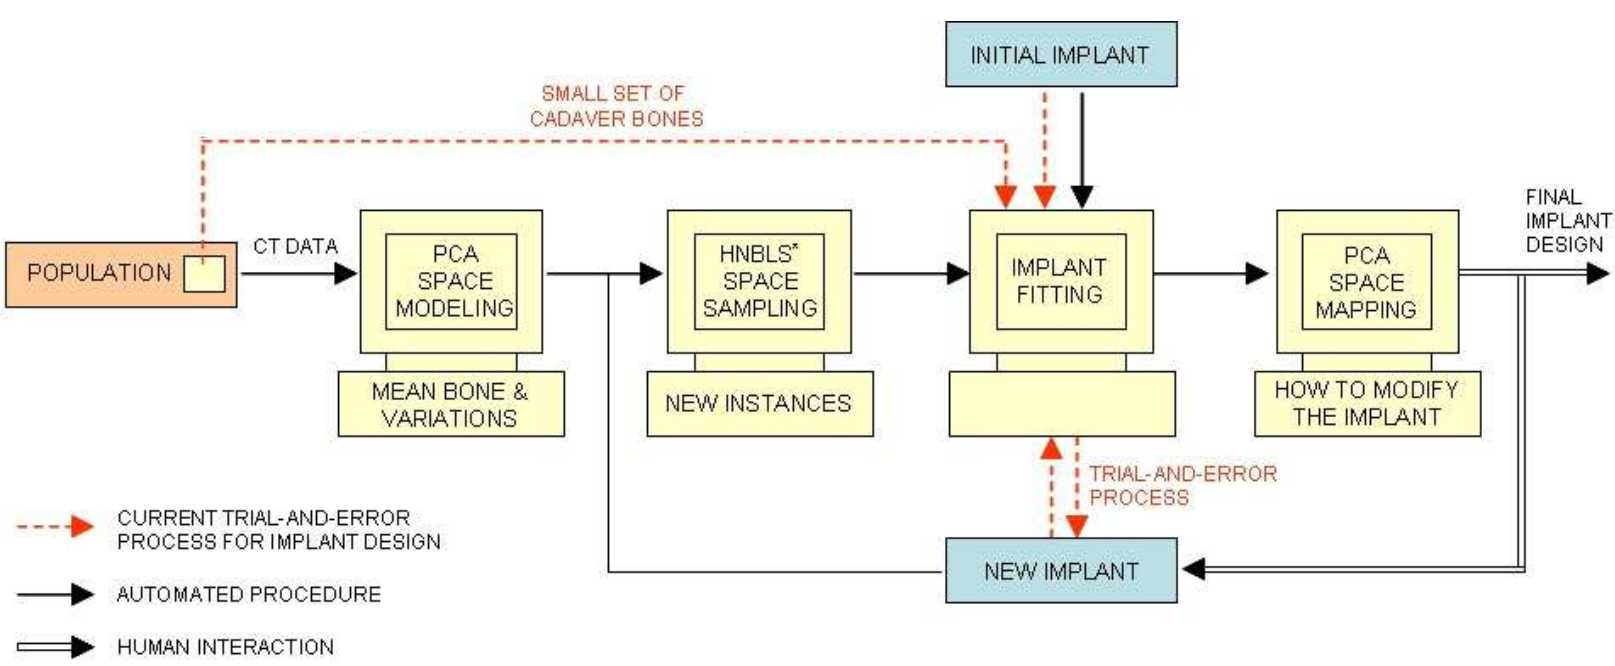 INITIAL IMPLANT
SMALL SET OF
CADAVER BONES
FINAL
IMPLANT
DESIGN
POPULATION
CT DATA
PCA
SPACE
MODELING
MEAN BONE &
VARIATIONS
HNBLS*
SPACE
SAMPLING
NEW INSTANCES
IMPLANT
FITTING
PCA
SPACE
MAPPING
HOW TO MODIFY
THE IMPLANT
TRIAL-AND-ERROR
PROCESS
NEW IMPLANT
CURRENT TRIAL-AND-ERROR
PROCESS FOR IMPLANT DESIGN
AUTOMATED PROCEDURE
HUMAN INTERACTION